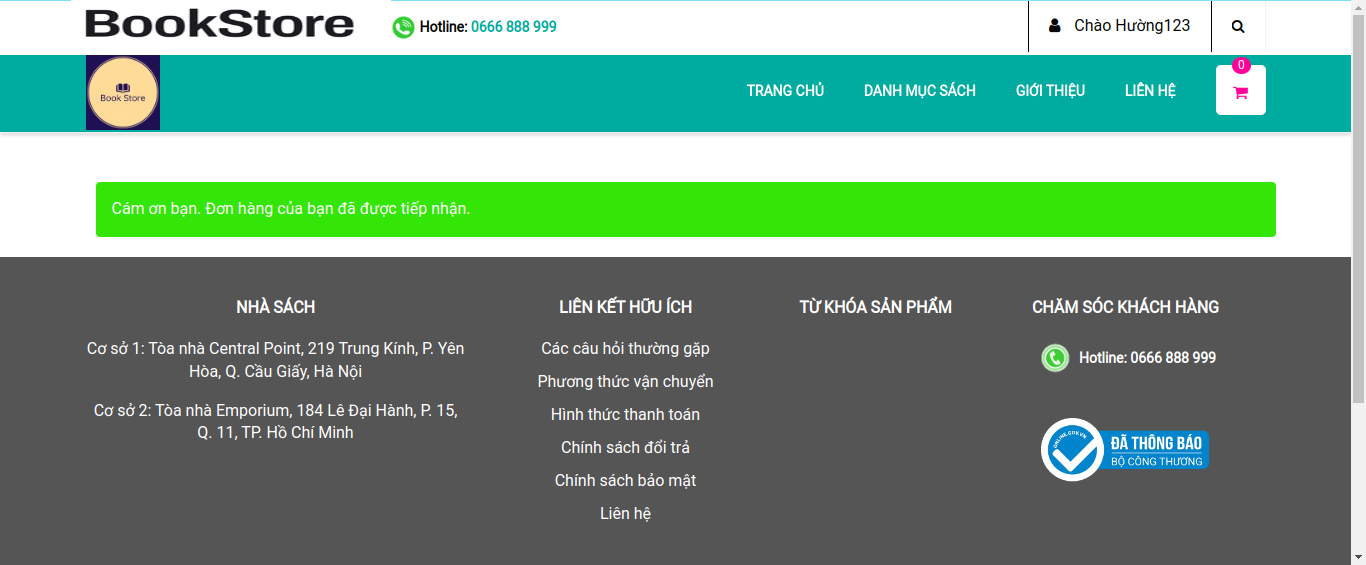 BookStore
Hotline: 0666 888 999
Chào Hường123
Book Store
TRANG CHỦ
DANH MỤC SÁCH
GIỚI THIỆU
LIÊN HỆ
0
Cám ơn bạn. Đơn hàng của bạn đã được tiếp nhận.
NHÀ SÁCH
Cơ sở 1: Tòa nhà Central Point, 219 Trung Kính, P. Yên
Hòa, Q. Cầu Giấy, Hà Nội
Cơ sở 2: Tòa nhà Emporium, 184 Lê Đại Hành, P. 15,
Q. 11, TP. Hồ Chí Minh
LIÊN KẾT HỮU ÍCH
Các câu hỏi thường gặp
Phương thức vận chuyển
Hình thức thanh toán
Chính sách đổi trả
Chính sách bảo mật
Liên hệ
TỪ KHÓA SẢN PHẨM
CHĂM SÓC KHÁCH HÀNG
Hotline: 0666 888 999
ONLINE.GOV.VN
ĐÃ THÔNG BÁO
BỘ CÔNG THƯƠNG